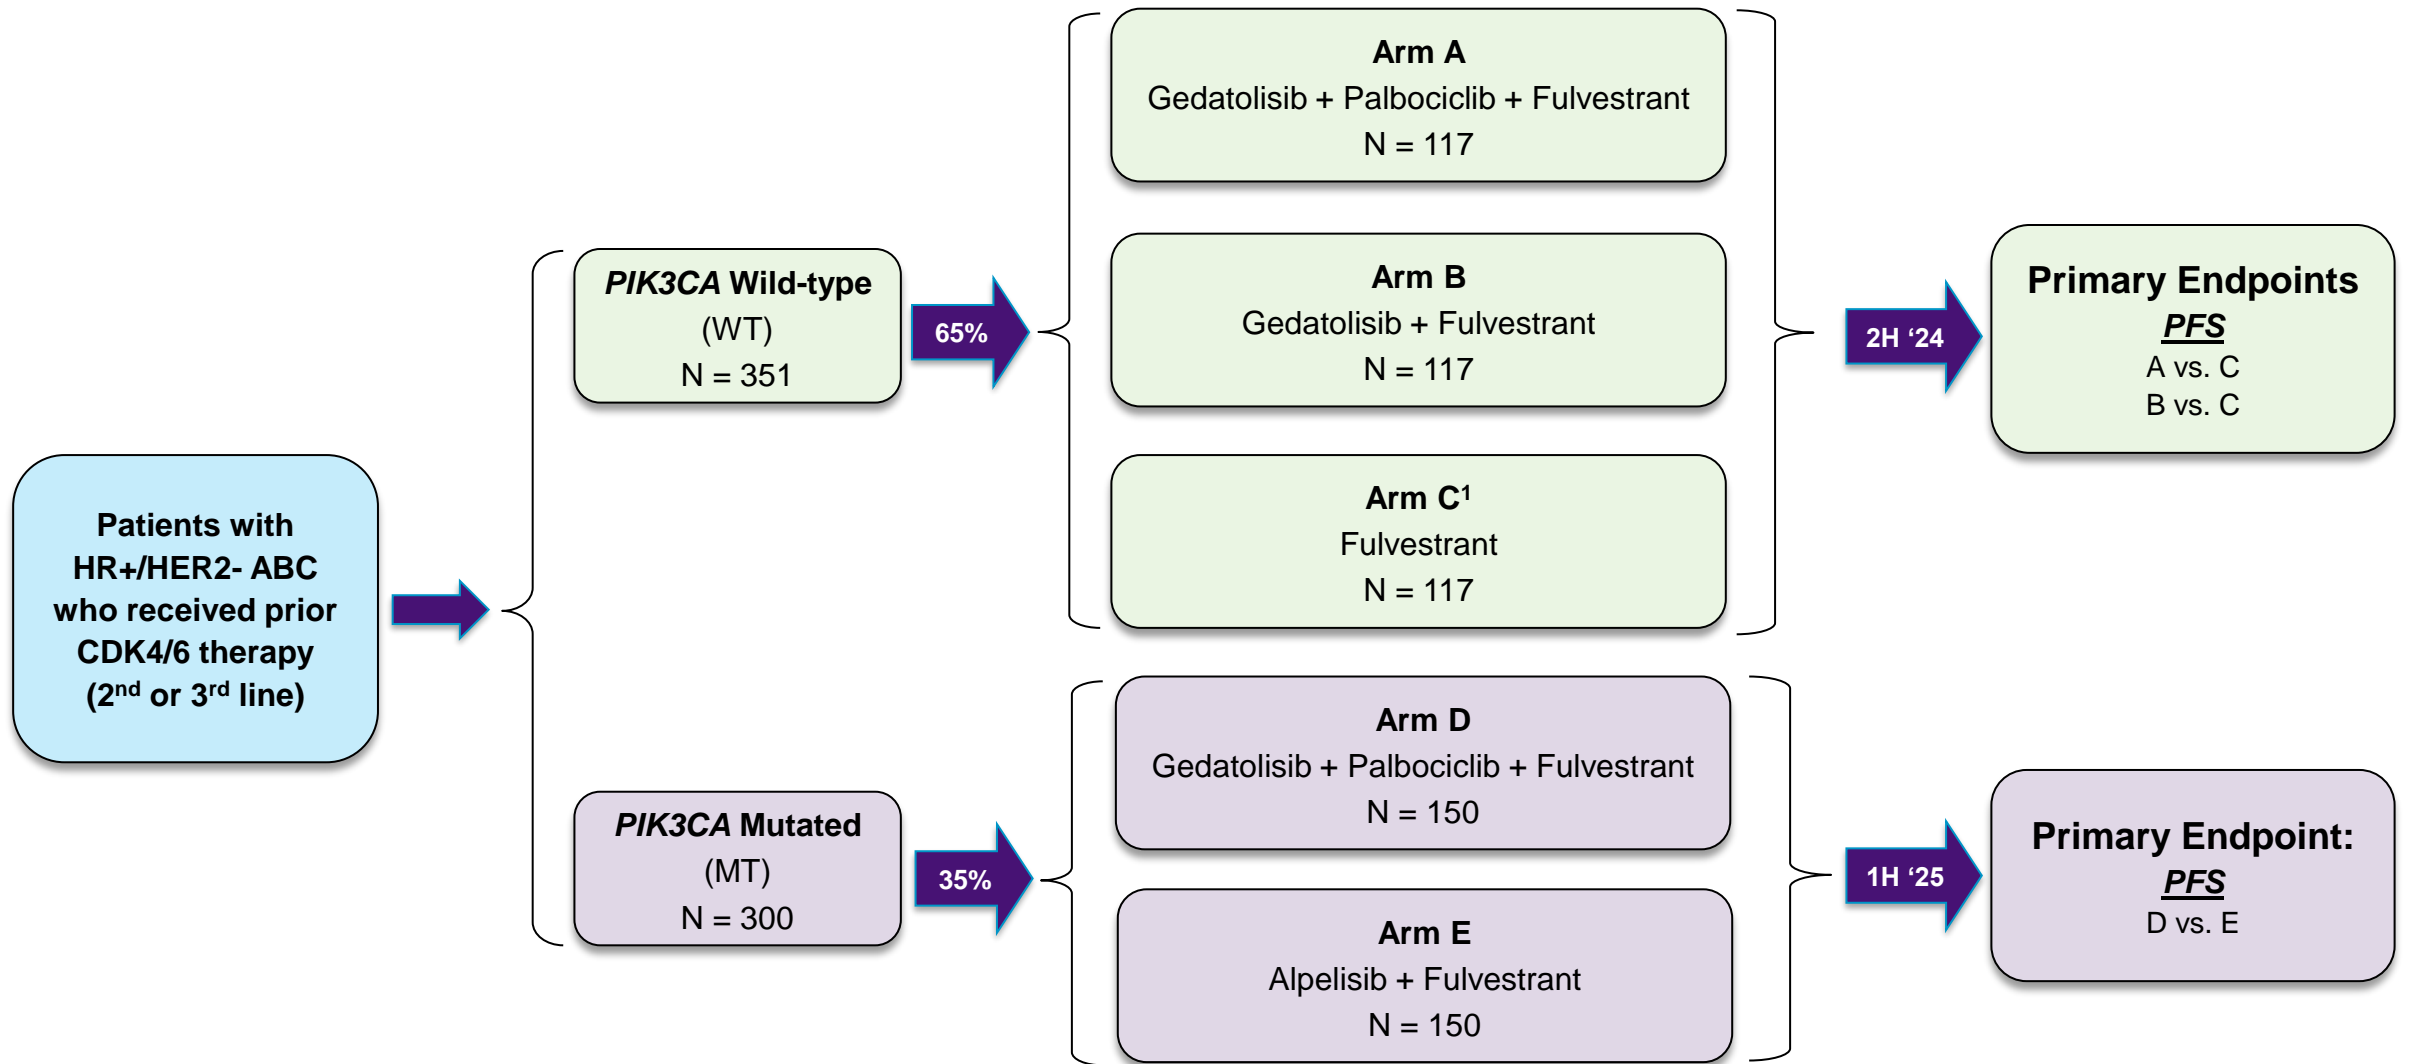 Patients with
HR+/HER2- ABC
who received prior
CDK4/6 therapy
(2nd or 3rd line)
PIK3CA Wild-type
(WT)
N = 351
65%
Arm A
Gedatolisib + Palbociclib + Fulvestrant
N = 117
Arm B
Gedatolisib + Fulvestrant
N = 117
Arm C¹
Fulvestrant
N = 117
2H ‘24
Primary Endpoints
PFS
A vs. C
B vs. C
PIK3CA Mutated
(MT)
N = 300
35%
Arm D
Gedatolisib + Palbociclib + Fulvestrant
N = 150
Arm E
Alpelisib + Fulvestrant
N = 150
1H ‘25
Primary Endpoint:
PFS
D vs. E